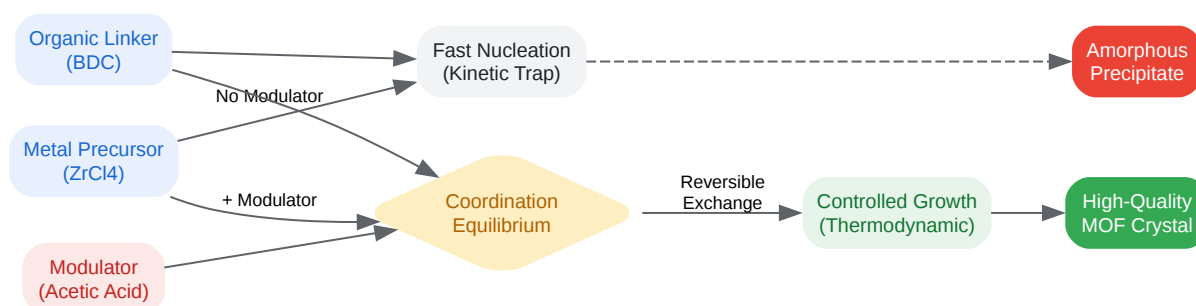 Organic Linker
(BDC)
Metal Precursor
(ZrCl4)
Modulator
(Acetic Acid)
No Modulator
+ Modulator
Fast Nucleation
(Kinetic Trap)
Coordination
Equilibrium
Reversible
Exchange
Controlled Growth
(Thermodynamic)
Amorphous
Precipitate
High-Quality
MOF Crystal